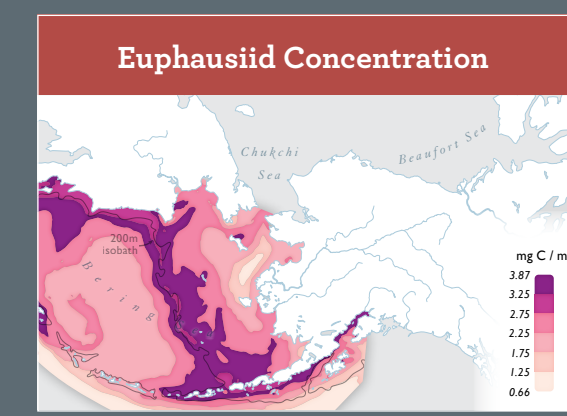 Euphausiid Concentration
Chukchi
Sea
Beaufort Sea
200m
isobath
Bering Sea
mg C / m
3.87
3.25
2.75
2.25
1.75
1.25
0.66